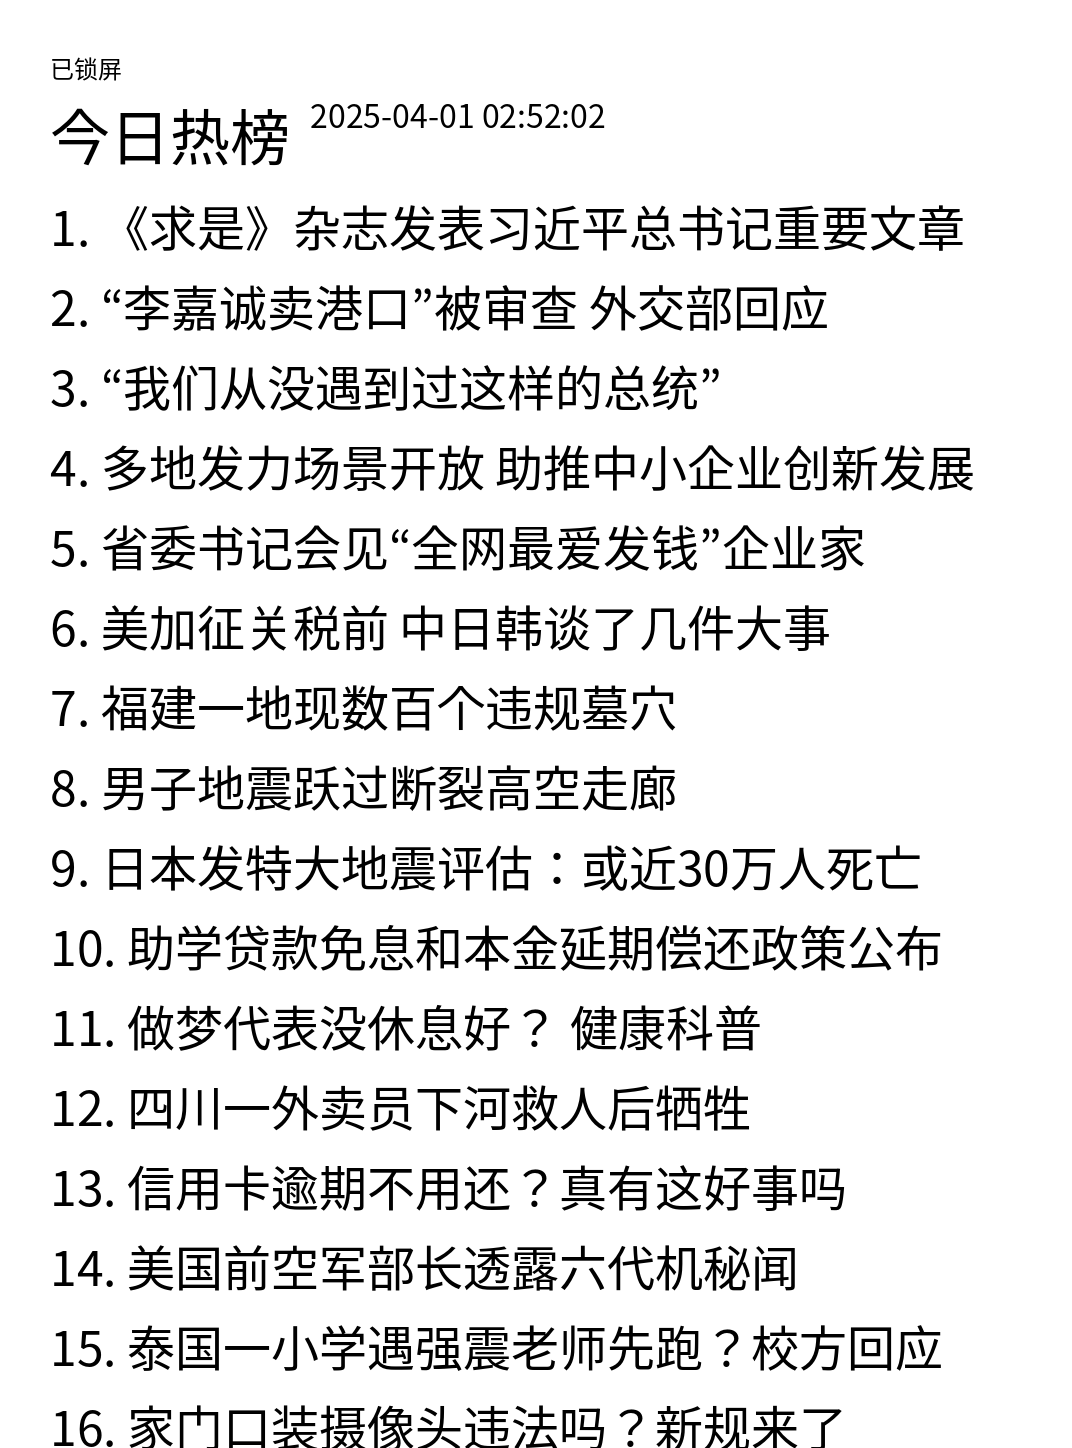 已锁屏
今日热榜 2025-04-01 02:52:02
1. 《求是》杂志发表习近平总书记重要文章
2. “李嘉诚卖港口”被审查 外交部回应
3. “我们从没遇到过这样的总统”
4. 多地发力场景开放 助推中小企业创新发展
5. 省委书记会见“全网最爱发钱”企业家
6. 美加征关税前 中日韩谈了几件大事
7. 福建一地现数百个违规墓穴
8. 男子地震跃过断裂高空走廊
9. 日本发特大地震评估：或近30万人死亡
10. 助学贷款免息和本金延期偿还政策公布
11. 做梦代表没休息好？ 健康科普
12. 四川一外卖员下河救人后牺牲
13. 信用卡逾期不用还？真有这好事吗
14. 美国前空军部长透露六代机秘闻
15. 泰国一小学遇强震老师先跑？校方回应
16. 家门口装摄像头违法吗？新规来了